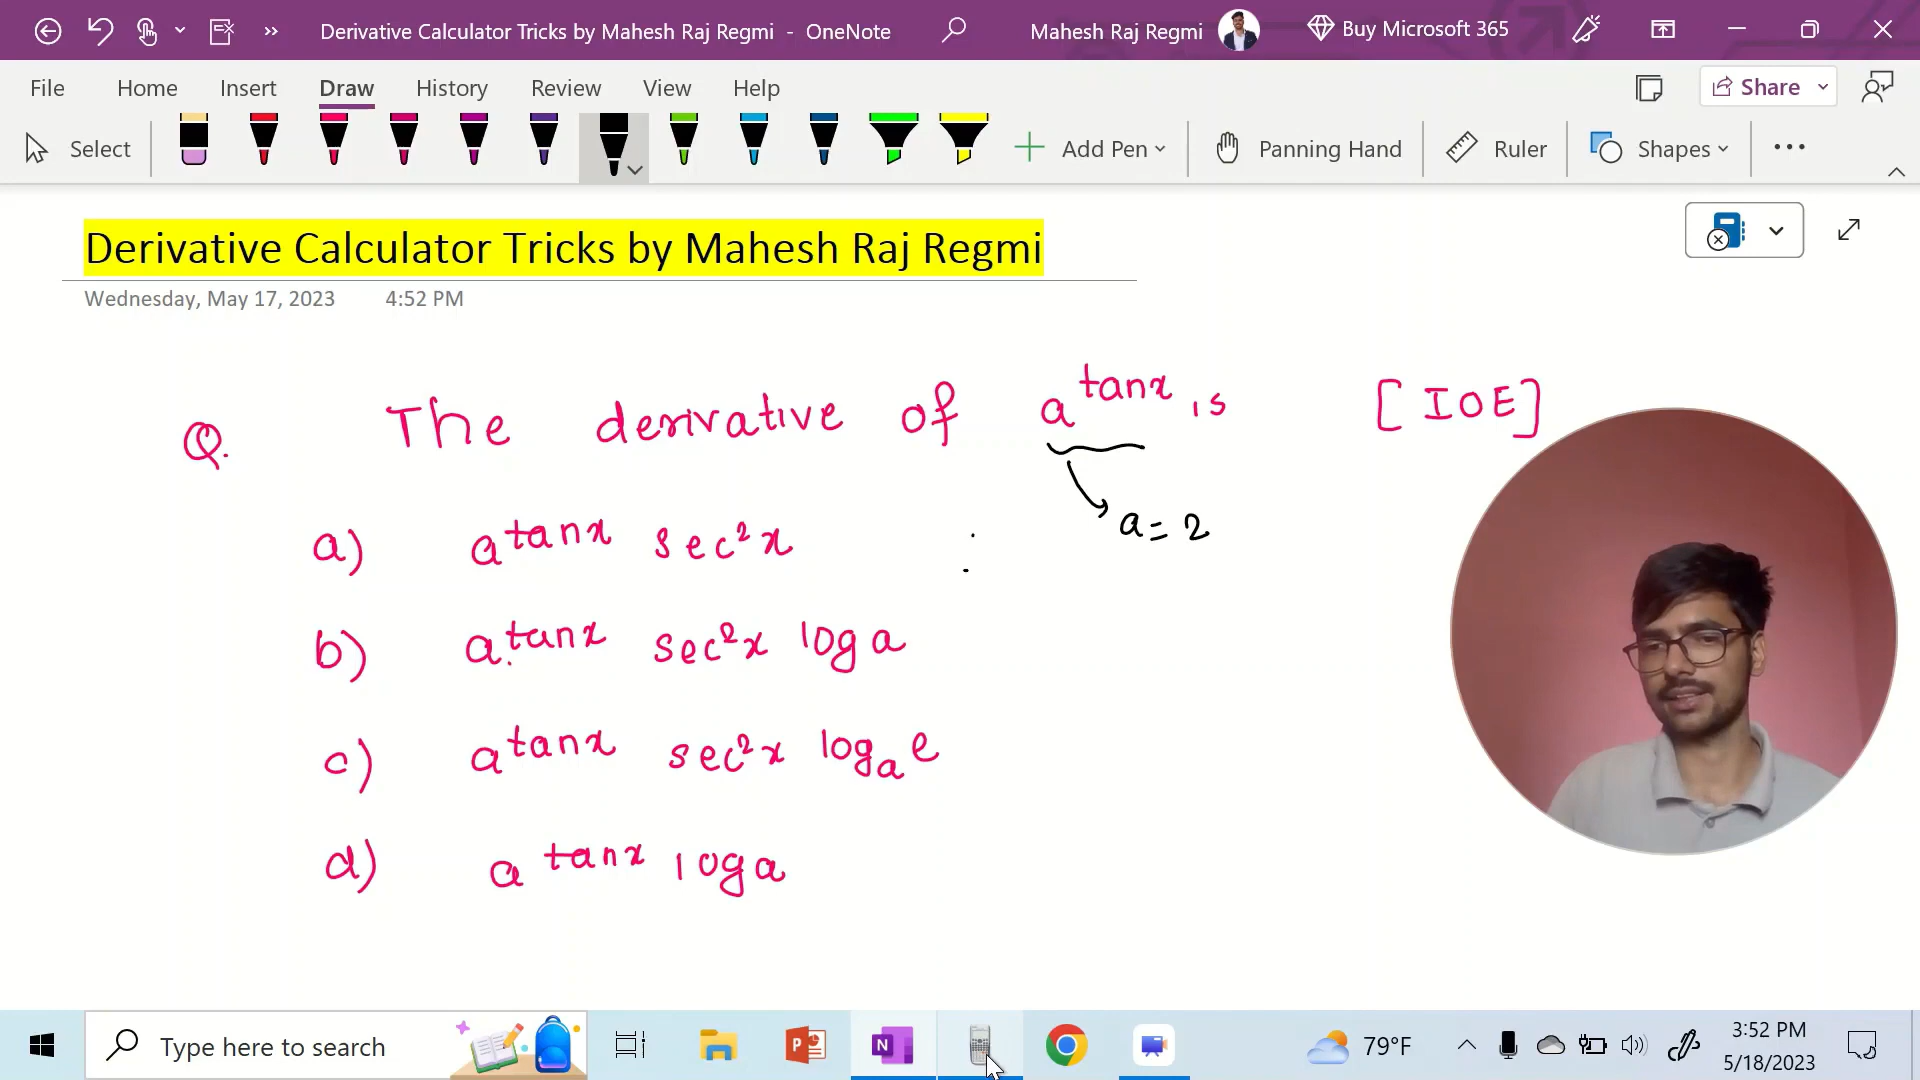 Derivative Calculator Tricks by Mahesh Raj Regmi - OneNote
Mahesh Raj Regmi
Buy Microsoft 365
File Home Insert Draw History Review View Help
Share
Select
Add Pen
Panning Hand
Ruler
Shapes
Derivative Calculator Tricks by Mahesh Raj Regmi
Wednesday, May 17, 2023 4:52 PM
Q. The derivative of a^tanx is [IOE]
a = 2
a) a^tanx sec²x
b) a^tanx sec²x log a
c) a^tanx sec²x logₐ e
d) a^tanx log a
Type here to search
79°F
3:52 PM
5/18/2023